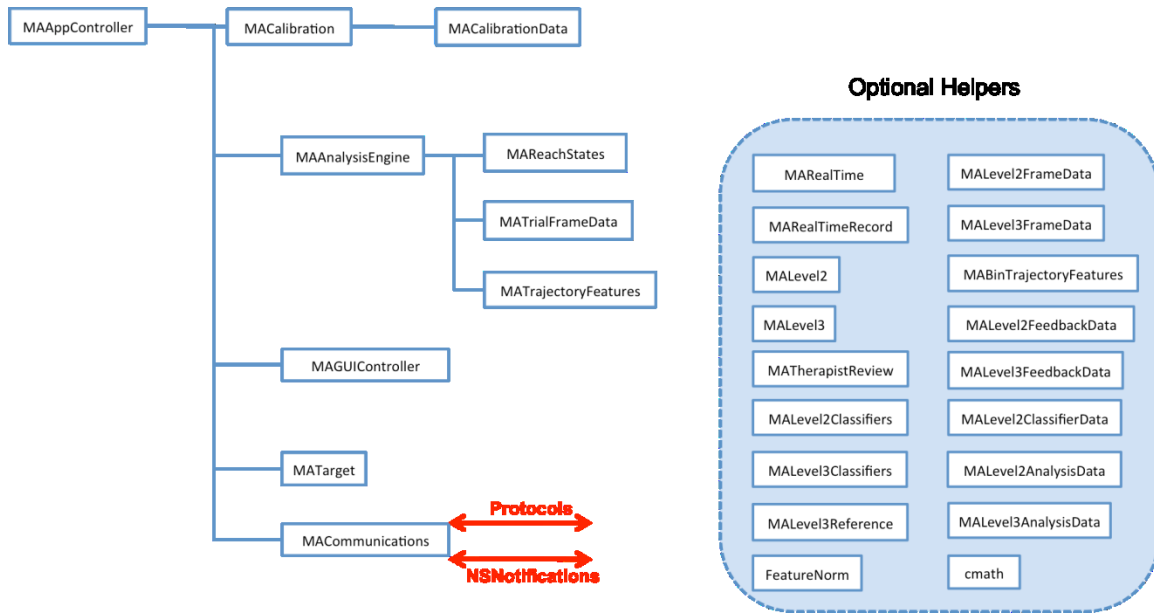 MAAppController
MACalibration
MACalibrationData
MAAnalysisEngine
MAReachStates
MATrialFrameData
MATrajectoryFeatures
MAGUIController
MATarget
MACommunications
Protocols
NSNotifications
Optional Helpers
MARealTime
MALevel2FrameData
MARealTimeRecord
MALevel3FrameData
MALevel2
MABinTrajectoryFeatures
MALevel3
MALevel2FeedbackData
MATherapistReview
MALevel3FeedbackData
MALevel2Classifiers
MALevel2ClassifierData
MALevel3Classifiers
MALevel2AnalysisData
MALevel3Reference
MALevel3AnalysisData
FeatureNorm
cmath